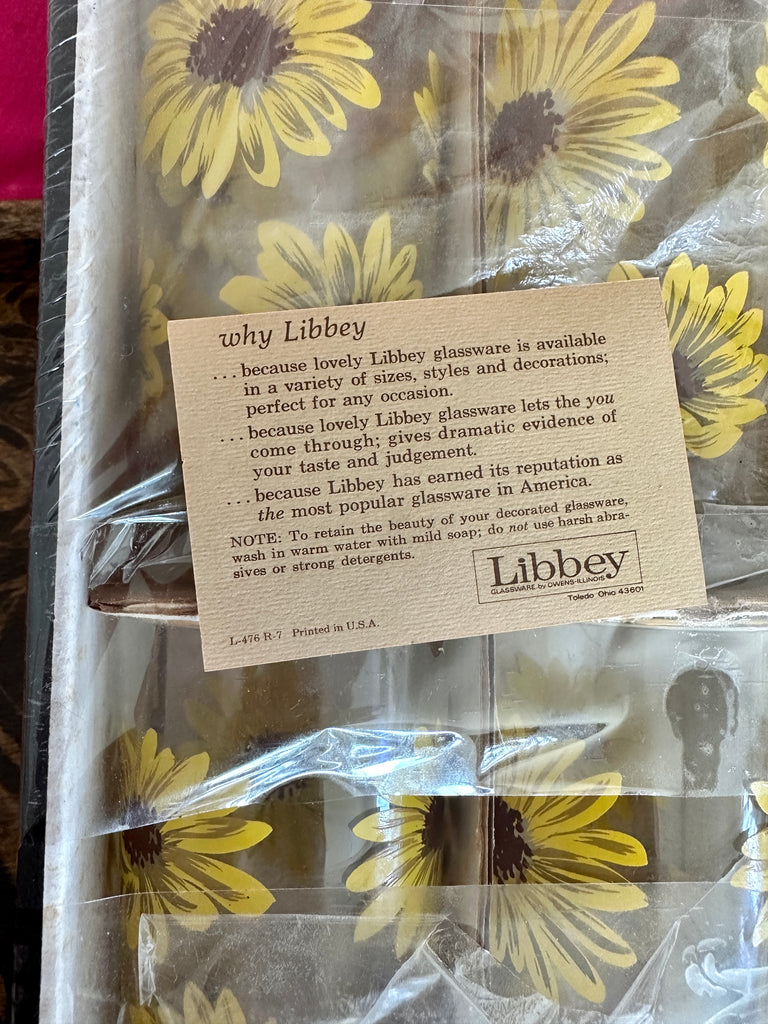 why Libbey
...because lovely Libbey glassware is available
in a variety of sizes, styles and decorations;
perfect for any occasion.
...because lovely Libbey glassware lets the you
come through; gives dramatic evidence of
your taste and judgement.
...because Libbey has earned its reputation as
the most popular glassware in America.
NOTE: To retain the beauty of your decorated glassware,
wash in warm water with mild soap; do not use harsh abra-
sives or strong detergents.
Libbey
GLASSWARE by OWENS-ILLINOIS
Toledo Ohio 43601
L-476 R-7 Printed in U.S.A.